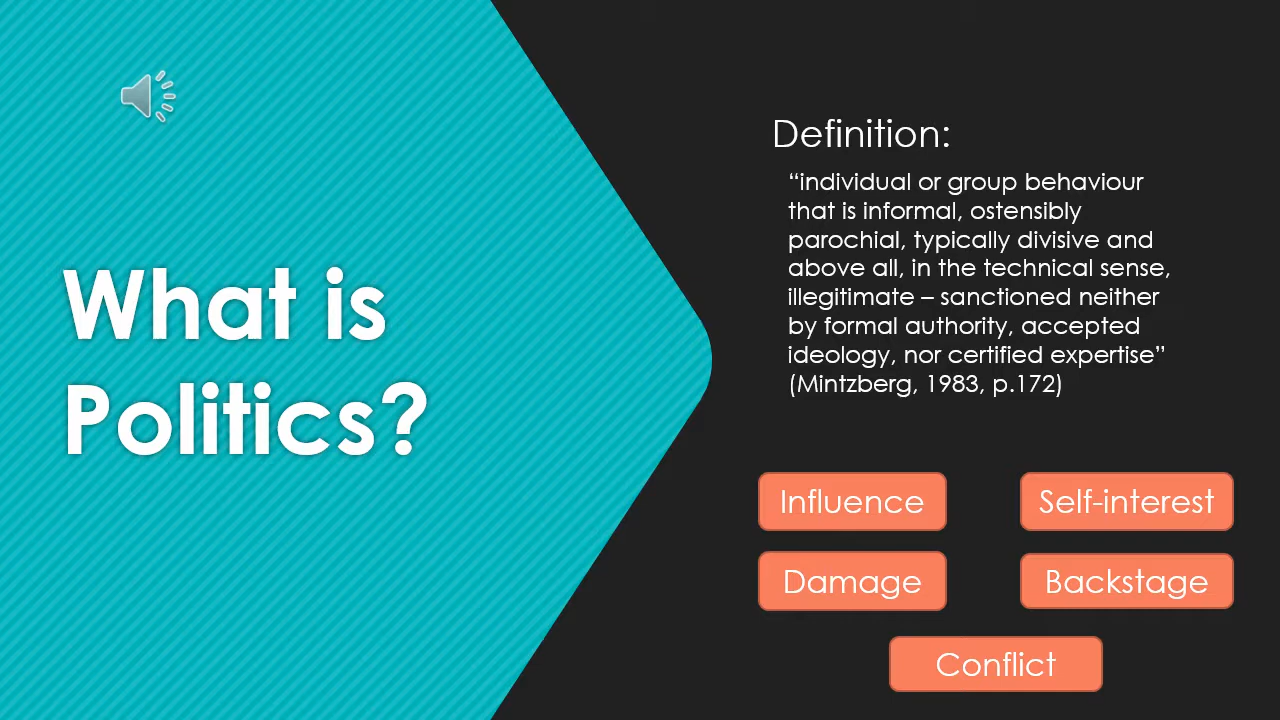 What is
Politics?
Definition:
“individual or group behaviour
that is informal, ostensibly
parochial, typically divisive and
above all, in the technical sense,
illegitimate – sanctioned neither
by formal authority, accepted
ideology, nor certified expertise”
(Mintzberg, 1983, p.172)
Influence
Self-interest
Damage
Backstage
Conflict